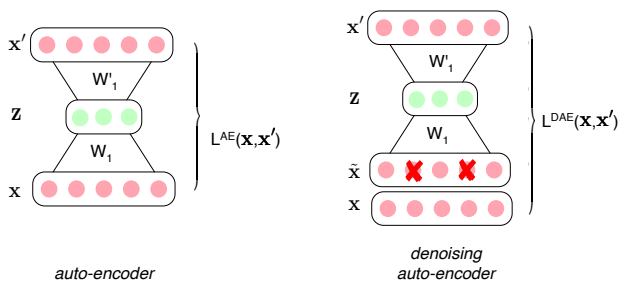 x′
W'₁
z
W₁
x
Lᴬᴱ(x,x′)
auto-encoder
x′
W'₁
z
W₁
x̃
x
Lᴰᴬᴱ(x,x′)
denoising
auto-encoder